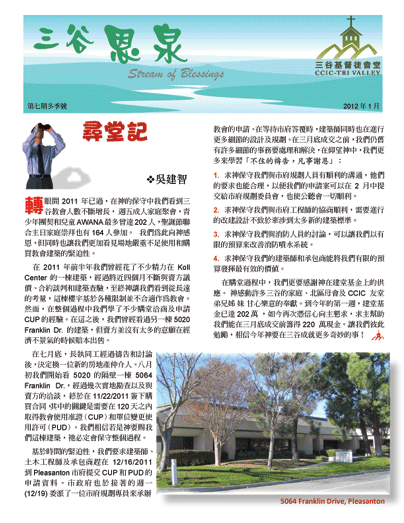 三谷恩泉
Stream of Blessings
三谷基督徒會堂
CCIC-TRI VALLEY
第七期冬季號
2012 年 1 月
尋堂記
❖吳建智
轉眼間 2011 年已過，在神的保守中我們看到三
谷教會人數不斷增長， 週五成人家庭聚會，青
少年團契和兒童 AWANA 最多曾達 202 人，聖誕節聯
合主日家庭崇拜也有 164 人參加。 我們為此向神感
恩，但同時也讓我們更加看見場地嚴重不足使用和購
買教會建築的緊迫性。
在 2011 年前半年我們曾經花了不少精力在 Koll
Center 的一棟建築，經過將近四個月不斷與賣方議
價、合約談判和建築查驗，至終神讓我們看到從長遠
的考量，這棟樓宇基於各種限制並不合適作為教會。
然而，在整個過程中我們學了不少購堂洽商及申請
CUP 的經驗。在這之後，我們曾經看過另一棟 5020
Franklin Dr. 的建築，但賣方並沒有太多的意願在經
濟不景氣的時候賠本出售。
在七月底，長執同工經過禱告和討論
後，決定換一位新的房地產仲介人。八月
初我們開始看 5020 的隔壁一棟 5064
Franklin Dr.，經過幾次實地勘查以及與
賣方的洽談，終於在 11/22/2011 簽下購
買合同，其中的關鍵是需要在 120 天之內
取得教會使用准證（CUP）和單位變更使
用許可（PUD）。我們相信若是神要賜我
們這棟建築，祂必定會保守整個過程。
基於時間的緊迫性，我們要求建築師、
土木工程師及承包商趕在 12/16/2011
到 Pleasanton 市府提交 CUP 和 PUD 的
申請資料。市政府也於接著的週一
(12/19) 委派了一位市府規劃專員來承辦
教會的申請。在等待市府答覆時，建築師同時也在進行
更多細節的設計及規劃。在三月底成交之前，我們仍舊
有許多細節的事務要處理和解決，在仰望神中，我們更
多來學習「不住的禱告，凡事謝恩」：
1. 求神保守我們與市府規劃人員有順利的溝通，他們
的要求也能合理，以便我們的申請案可以在 2 月中提
交給市府規劃委員會，也使公聽會一切順利。
2. 求神保守我們與市府工程師的協商順利，需要進行
的改建設計不致於牽涉到太多新的建築標準。
3. 求神保守我們與消防人員的討論，可以讓我們以有
限的預算來改善消防噴水系統。
4. 求神保守我們的建築師和承包商能將我們有限的預
算發揮最有效的價值。
在購堂過程中，我們更要感謝神在建堂基金上的供
應。 神感動許多三谷的家庭、北區母會及 CCIC 友堂
弟兄姊 妹 甘心樂意的奉獻。到今年的第一週，建堂基
金已達 202 萬，如今再次憑信心向主懇求，求主幫助
我們能在三月底成交前籌得 220 萬現金。讓我們彼此
勉勵，相信今年神要在三谷成就更多奇妙的事！
5064 Franklin Drive, Pleasanton